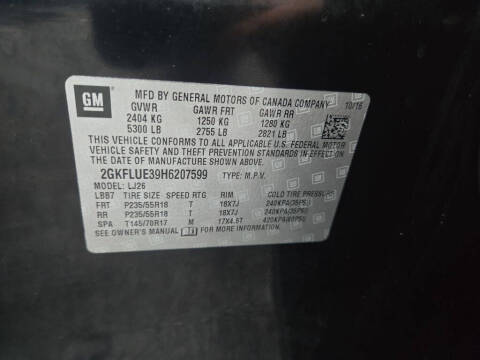 GM
MFD BY GENERAL MOTORS OF CANADA COMPANY 10/16
GVWR GAWR FRT GAWR RR
2404 KG 1250 KG 1280 KG
5300 LB 2755 LB 2821 LB
THIS VEHICLE CONFORMS TO ALL APPLICABLE U.S. FEDERAL MOTOR
VEHICLE SAFETY AND THEFT PREVENTION STANDARDS IN EFFECT ON THE
DATE OF MANUFACTURE SHOWN ABOVE.
2GKFLUE39H6207599 TYPE: M.P.V.
MODEL: LJ26
LBB7 TIRE SIZE SPEED RTG RIM COLD TIRE PRESSURE
FRT P235/55R18 T 18X7J 240KPA(35PSI)
RR P235/55R18 T 18X7J 240KPA(35PSI)
SPA T145/70R17 M 17X4.5T 420KPA(60PSI)
SEE OWNER'S MANUAL FOR MORE INFORMATION.